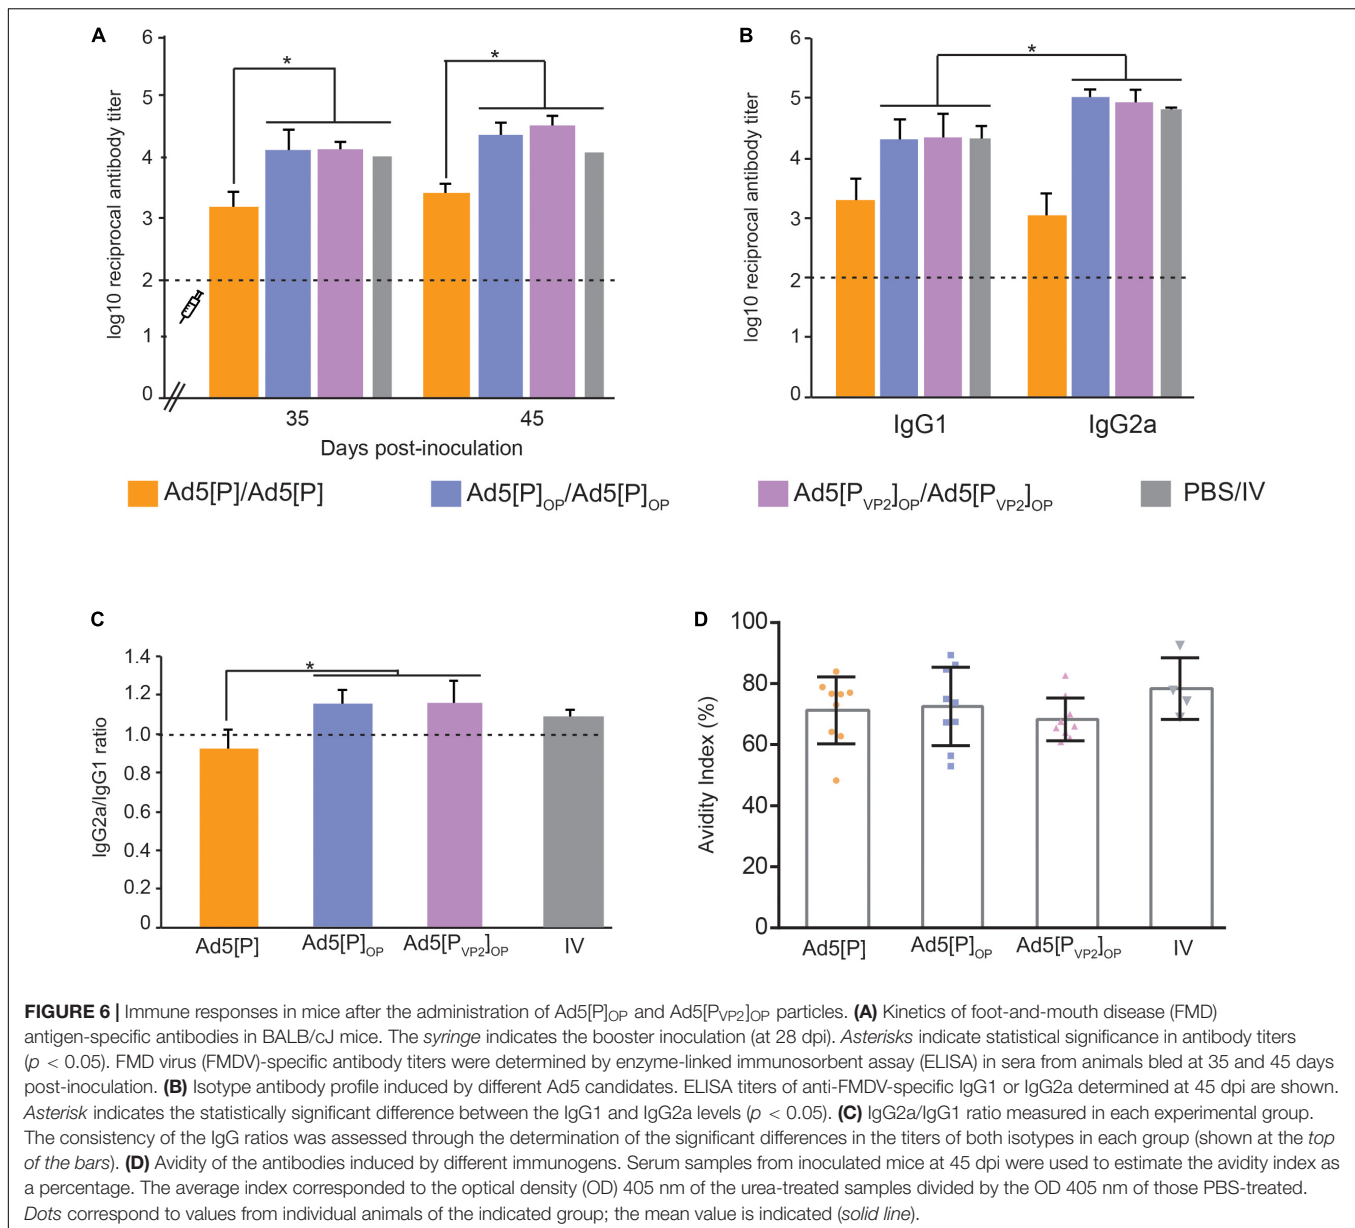 A
6
5
4
3
2
1
0
log10 reciprocal antibody titer
*
*
35
45
Days post-inoculation
B
6
5
4
3
2
1
0
log10 reciprocal antibody titer
*
IgG1
IgG2a
Ad5[P]/Ad5[P]
Ad5[P]OP/Ad5[P]OP
Ad5[PVP2]OP/Ad5[PVP2]OP
PBS/IV
C
1.4
1.2
1.0
0.8
0.6
0.4
0.2
0
IgG2a/IgG1 ratio
*
Ad5[P]
Ad5[P]OP
Ad5[PVP2]OP
IV
D
100
80
60
40
20
0
Avidity Index (%)
Ad5[P]
Ad5[P]OP
Ad5[PVP2]OP
IV
FIGURE 6 | Immune responses in mice after the administration of Ad5[P]OP and Ad5[PVP2]OP particles. (A) Kinetics of foot-and-mouth disease (FMD)
antigen-specific antibodies in BALB/cJ mice. The syringe indicates the booster inoculation (at 28 dpi). Asterisks indicate statistical significance in antibody titers
(p < 0.05). FMD virus (FMDV)-specific antibody titers were determined by enzyme-linked immunosorbent assay (ELISA) in sera from animals bled at 35 and 45 days
post-inoculation. (B) Isotype antibody profile induced by different Ad5 candidates. ELISA titers of anti-FMDV-specific IgG1 or IgG2a determined at 45 dpi are shown.
Asterisk indicates the statistically significant difference between the IgG1 and IgG2a levels (p < 0.05). (C) IgG2a/IgG1 ratio measured in each experimental group.
The consistency of the IgG ratios was assessed through the determination of the significant differences in the titers of both isotypes in each group (shown at the top
of the bars). (D) Avidity of the antibodies induced by different immunogens. Serum samples from inoculated mice at 45 dpi were used to estimate the avidity index as
a percentage. The average index corresponded to the optical density (OD) 405 nm of the urea-treated samples divided by the OD 405 nm of those PBS-treated.
Dots correspond to values from individual animals of the indicated group; the mean value is indicated (solid line).